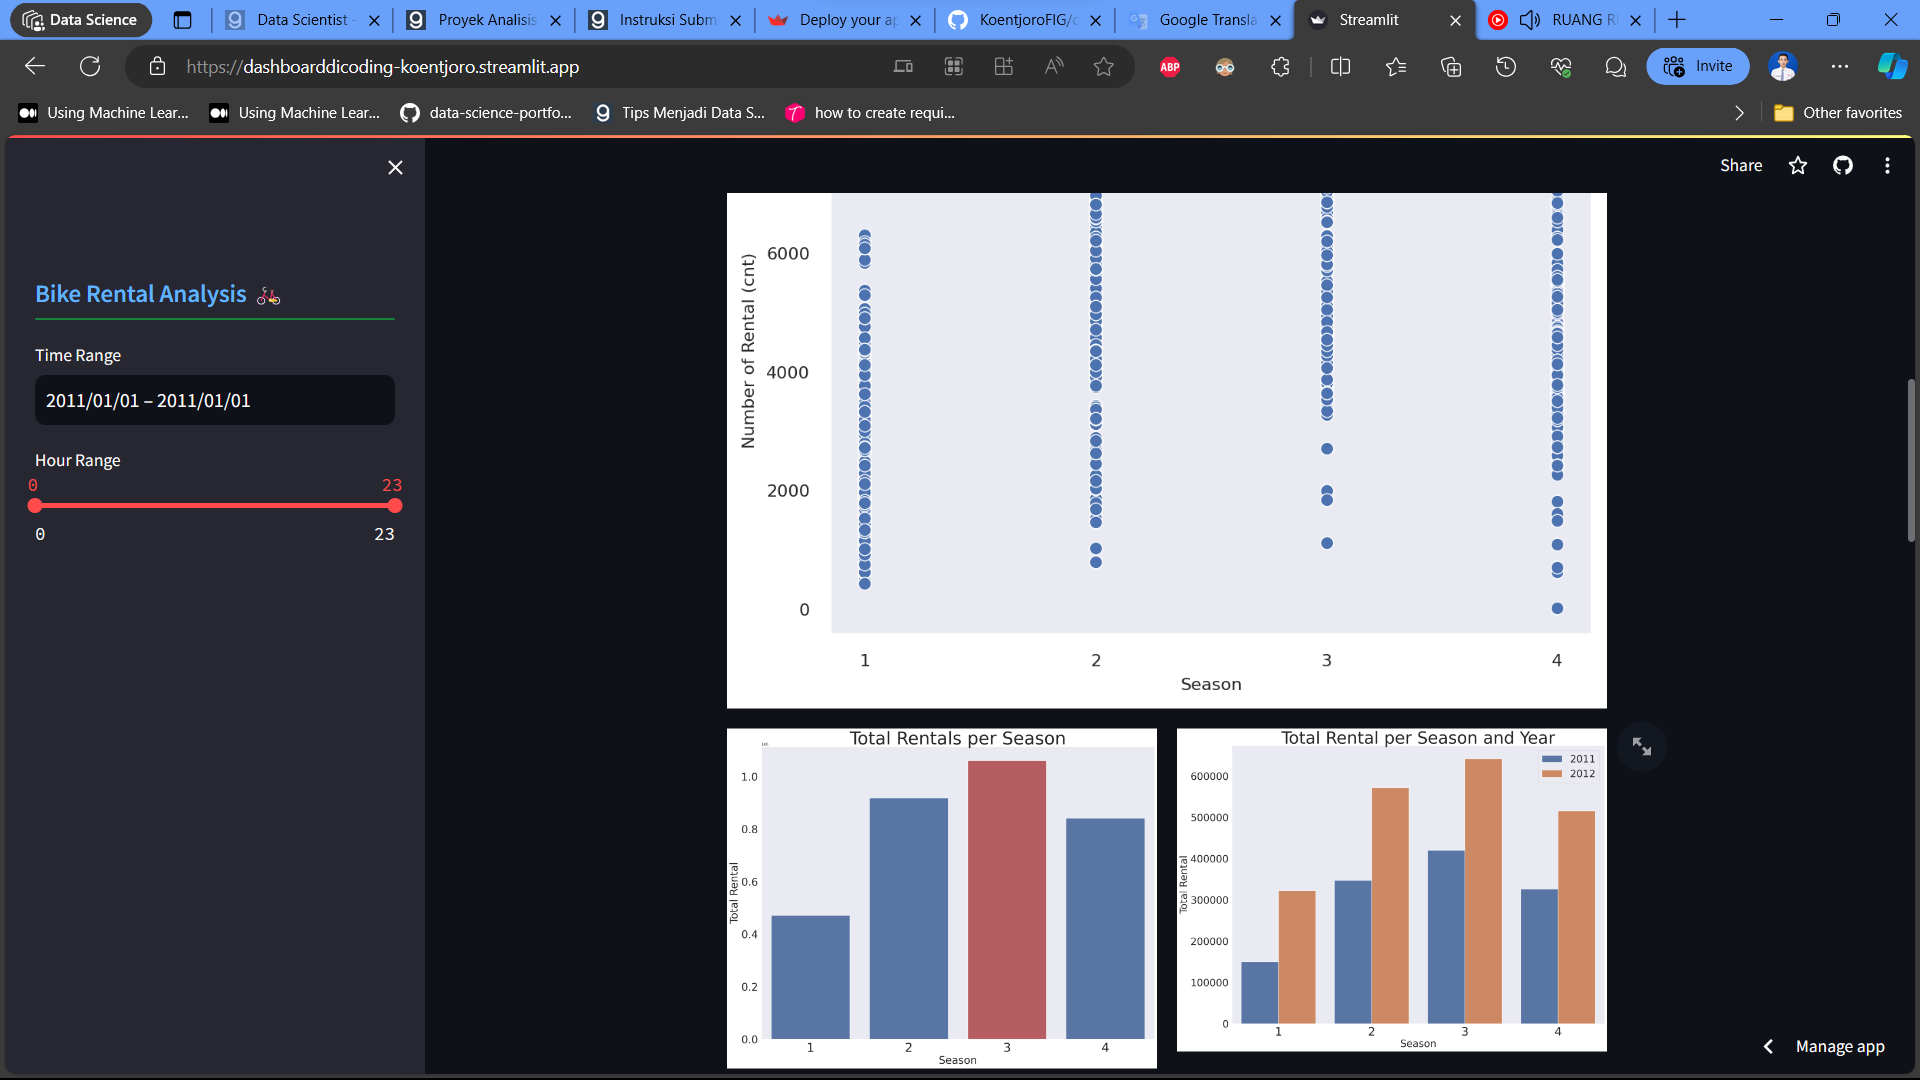 Data Science
Data Scientist -
Proyek Analisis
Instruksi Subm
Deploy your ap
KoentjoroFIG/d
Google Transla
Streamlit
RUANG R
https://dashboarddicoding-koentjoro.streamlit.app
ABP
Invite
Using Machine Lear...
Using Machine Lear...
data-science-portfo...
Tips Menjadi Data S...
how to create requi...
Other favorites
Share
Bike Rental Analysis
Time Range
2011/01/01 – 2011/01/01
Hour Range
0 23
0 23
Number of Rental (cnt)
6000
4000
2000
0
1 2 3 4
Season
Total Rentals per Season
Total Rental
1.0
0.8
0.6
0.4
0.2
0.0
1 2 3 4
Season
Total Rental per Season and Year
2011
2012
Total Rental
600000
500000
400000
300000
200000
100000
0
1 2 3 4
Season
Manage app